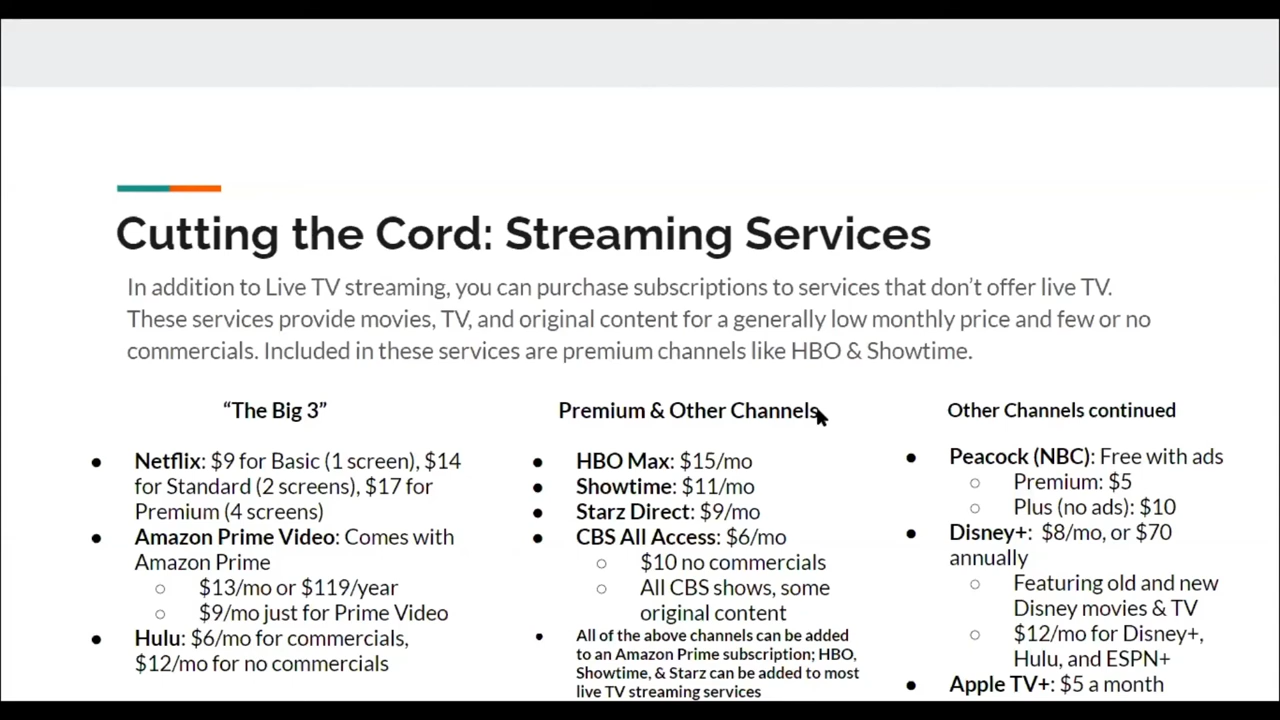 Cutting the Cord: Streaming Services
In addition to Live TV streaming, you can purchase subscriptions to services that don't offer live TV.
These services provide movies, TV, and original content for a generally low monthly price and few or no
commercials. Included in these services are premium channels like HBO & Showtime.
“The Big 3”
● Netflix: $9 for Basic (1 screen), $14
for Standard (2 screens), $17 for
Premium (4 screens)
● Amazon Prime Video: Comes with
Amazon Prime
○ $13/mo or $119/year
○ $9/mo just for Prime Video
● Hulu: $6/mo for commercials,
$12/mo for no commercials
Premium & Other Channels
● HBO Max: $15/mo
● Showtime: $11/mo
● Starz Direct: $9/mo
● CBS All Access: $6/mo
○ $10 no commercials
○ All CBS shows, some
original content
● All of the above channels can be added
to an Amazon Prime subscription; HBO,
Showtime, & Starz can be added to most
live TV streaming services
Other Channels continued
● Peacock (NBC): Free with ads
○ Premium: $5
○ Plus (no ads): $10
● Disney+: $8/mo, or $70
annually
○ Featuring old and new
Disney movies & TV
○ $12/mo for Disney+,
Hulu, and ESPN+
● Apple TV+: $5 a month